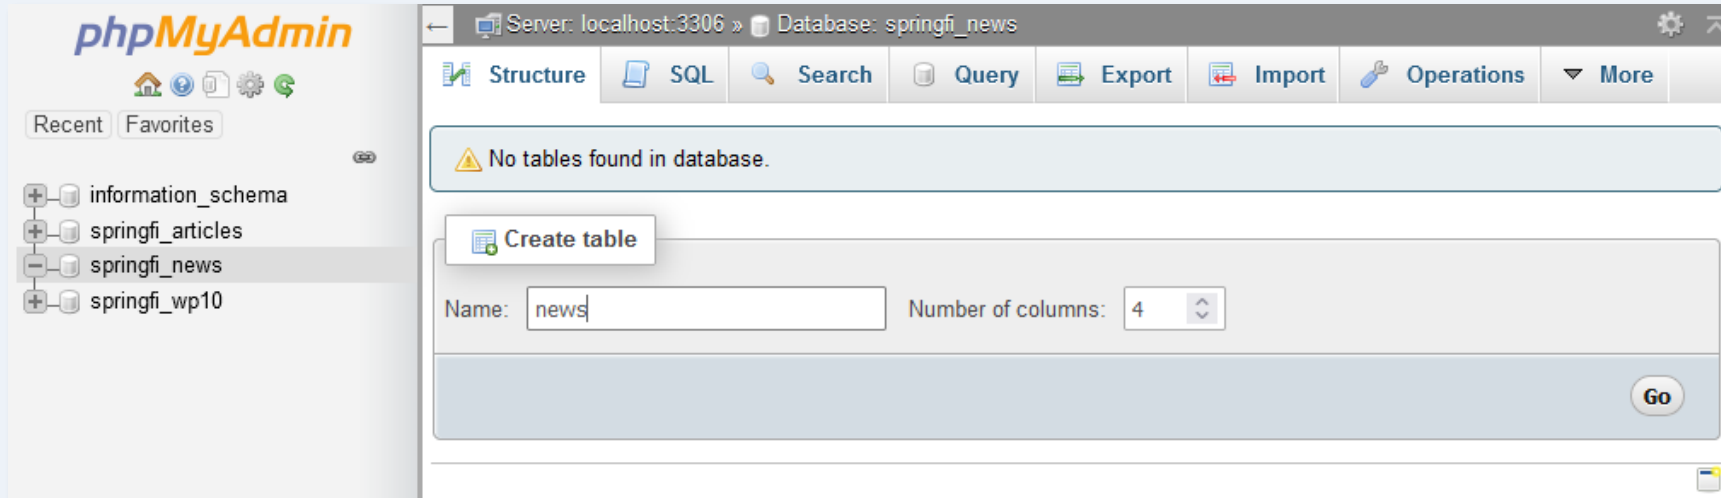 phpMyAdmin
Recent Favorites
information_schema
springfi_articles
springfi_news
springfi_wp10
Server: localhost:3306 » Database: springfi_news
Structure SQL Search Query Export Import Operations More
No tables found in database.
Create table
Name: news Number of columns: 4
Go